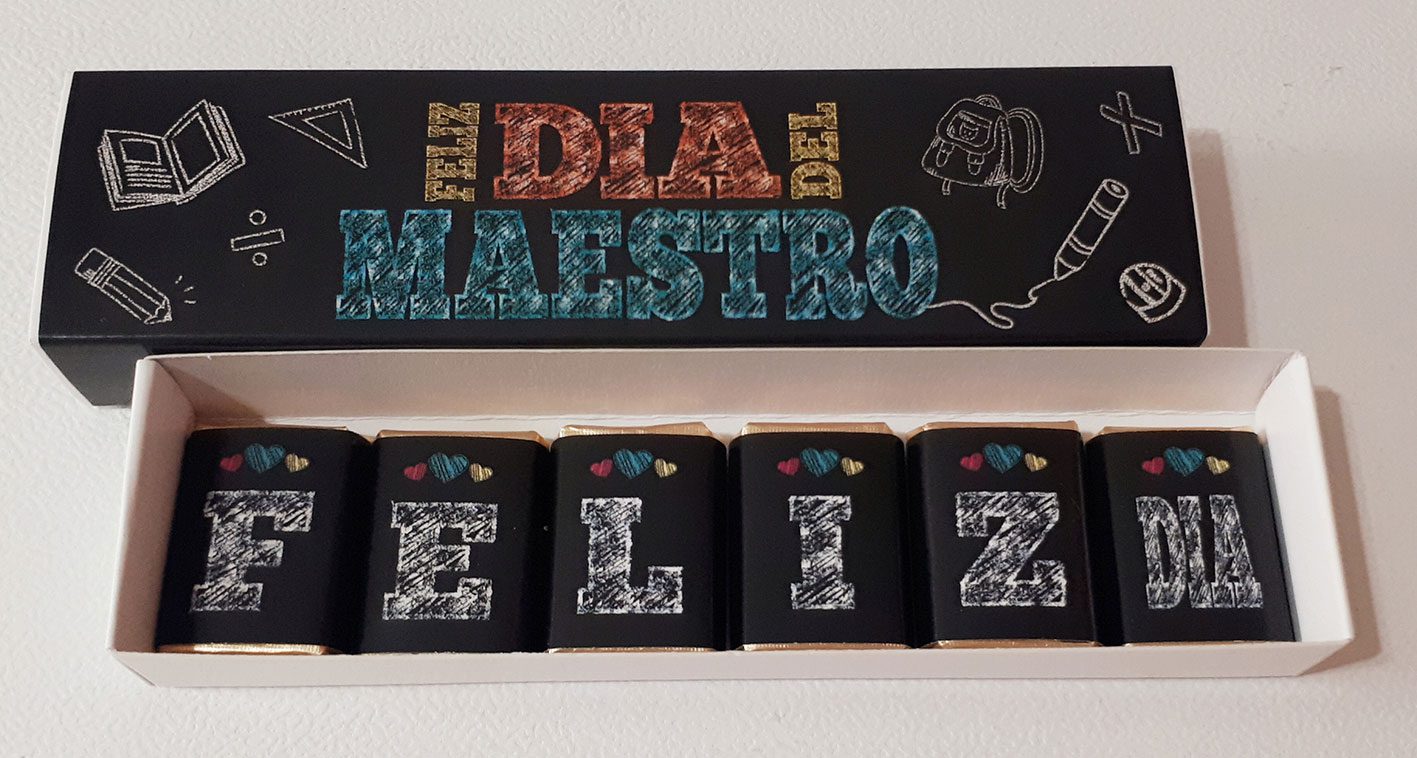 FELIZ DIA DEL
MAESTRO
F E L I Z DIA